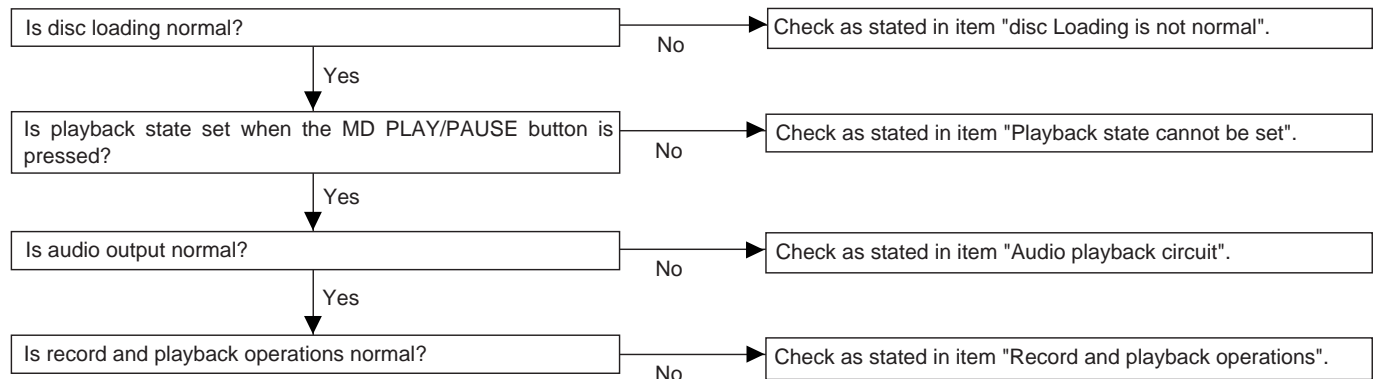 Is disc loading normal?
No
Check as stated in item "disc Loading is not normal".
Yes
Is playback state set when the MD PLAY/PAUSE button is
pressed?
No
Check as stated in item "Playback state cannot be set".
Yes
Is audio output normal?
No
Check as stated in item "Audio playback circuit".
Yes
Is record and playback operations normal?
No
Check as stated in item "Record and playback operations".